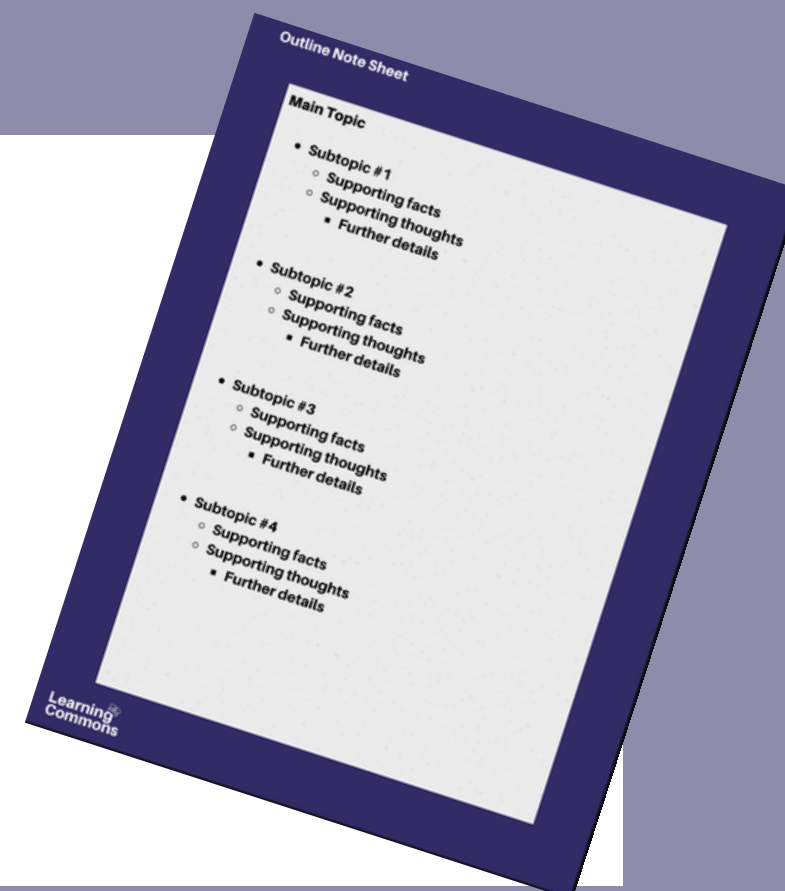 Outline Note Sheet
Main Topic
Subtopic #1
Supporting facts
Supporting thoughts
Further details
Subtopic #2
Supporting facts
Supporting thoughts
Further details
Subtopic #3
Supporting facts
Supporting thoughts
Further details
Subtopic #4
Supporting facts
Supporting thoughts
Further details
Learning
Commons